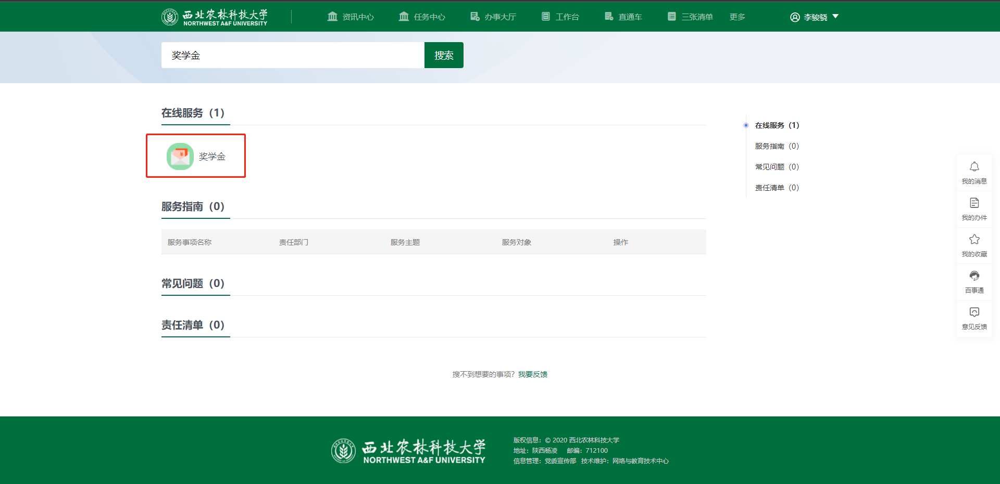 西北农林科技大学
NORTHWEST A&F UNIVERSITY
资讯中心
任务中心
办事大厅
工作台
直通车
三张清单
更多
李骏骁
奖学金
搜索
在线服务（1）
奖学金
服务指南（0）
服务事项名称 责任部门 服务主题 服务对象 操作
常见问题（0）
责任清单（0）
搜不到想要的事项？我要反馈
在线服务（1）
服务指南（0）
常见问题（0）
责任清单（0）
我的消息
我的办件
我的收藏
百事通
意见反馈
西北农林科技大学
NORTHWEST A&F UNIVERSITY
版权信息：© 2020 西北农林科技大学
地址：陕西杨凌 邮编：712100
信息管理：党委宣传部 技术维护：网络与教育技术中心